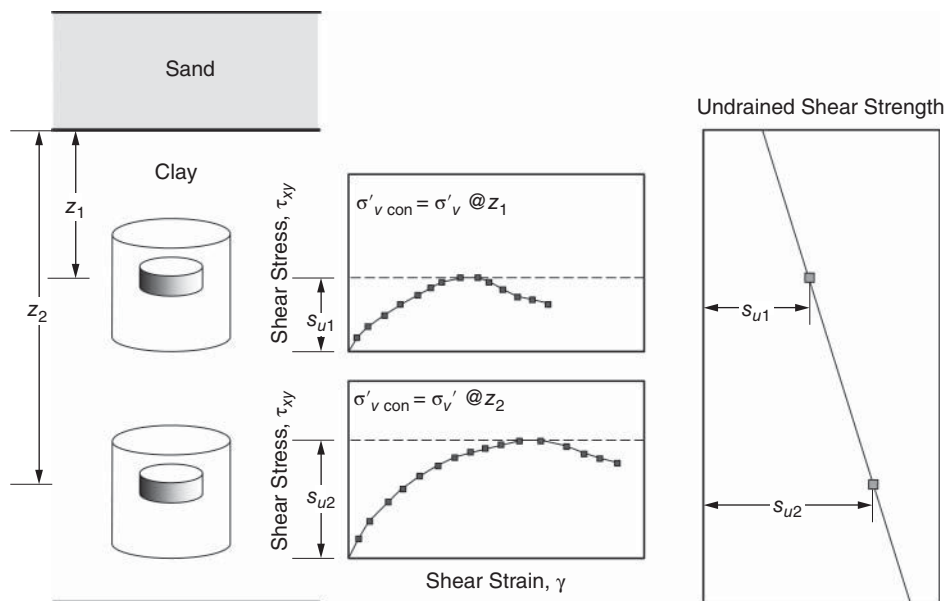 Sand
Clay
z1
z2
Shear Stress, τxy
σ′v con = σ′v @z1
su1
Shear Stress, τxy
σ′v con = σv′ @z2
su2
Shear Strain, γ
Undrained Shear Strength
su1
su2